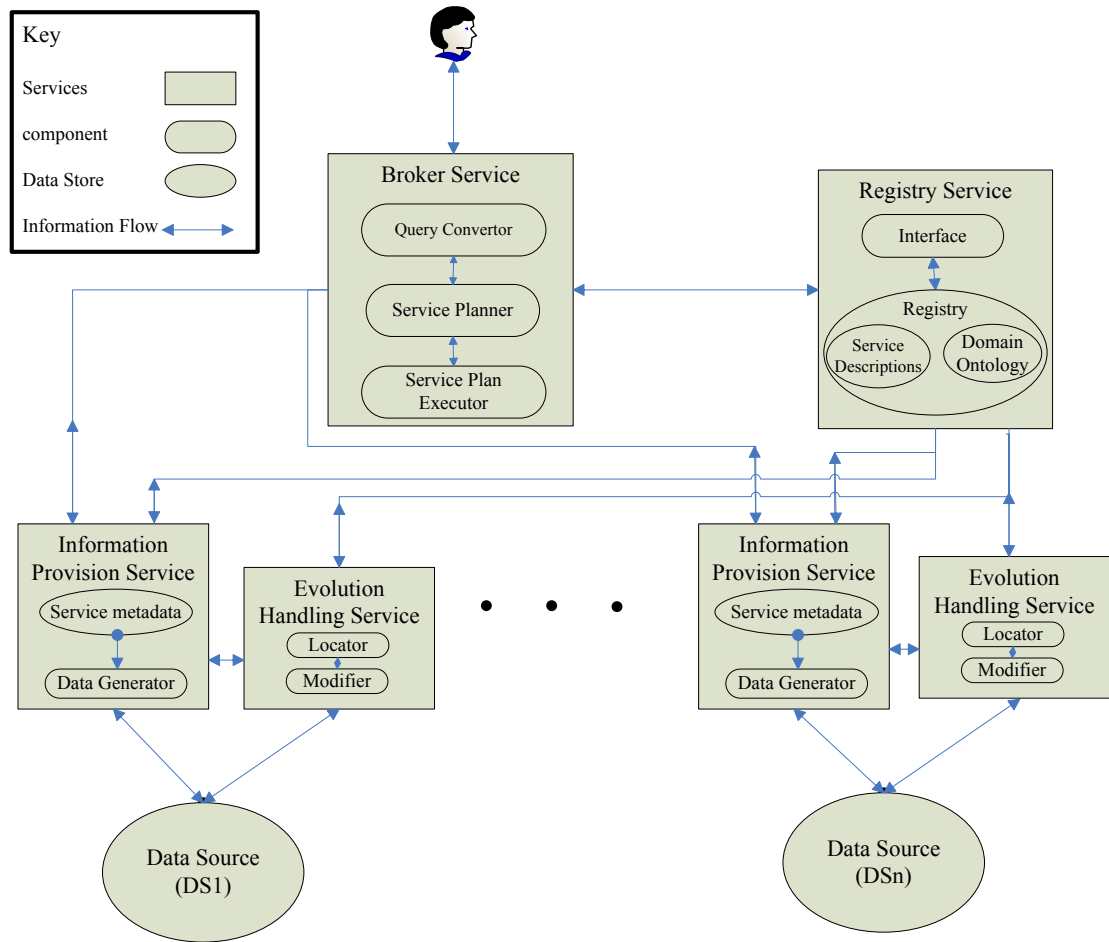 Key
Services
component
Data Store
Information Flow
Broker Service
Query Convertor
Service Planner
Service Plan
Executor
Registry Service
Interface
Registry
Service
Descriptions
Domain
Ontology
Information
Provision Service
Service metadata
Data Generator
Evolution
Handling Service
Locator
Modifier
Information
Provision Service
Service metadata
Data Generator
Evolution
Handling Service
Locator
Modifier
Data Source
(DS1)
Data Source
(DSn)